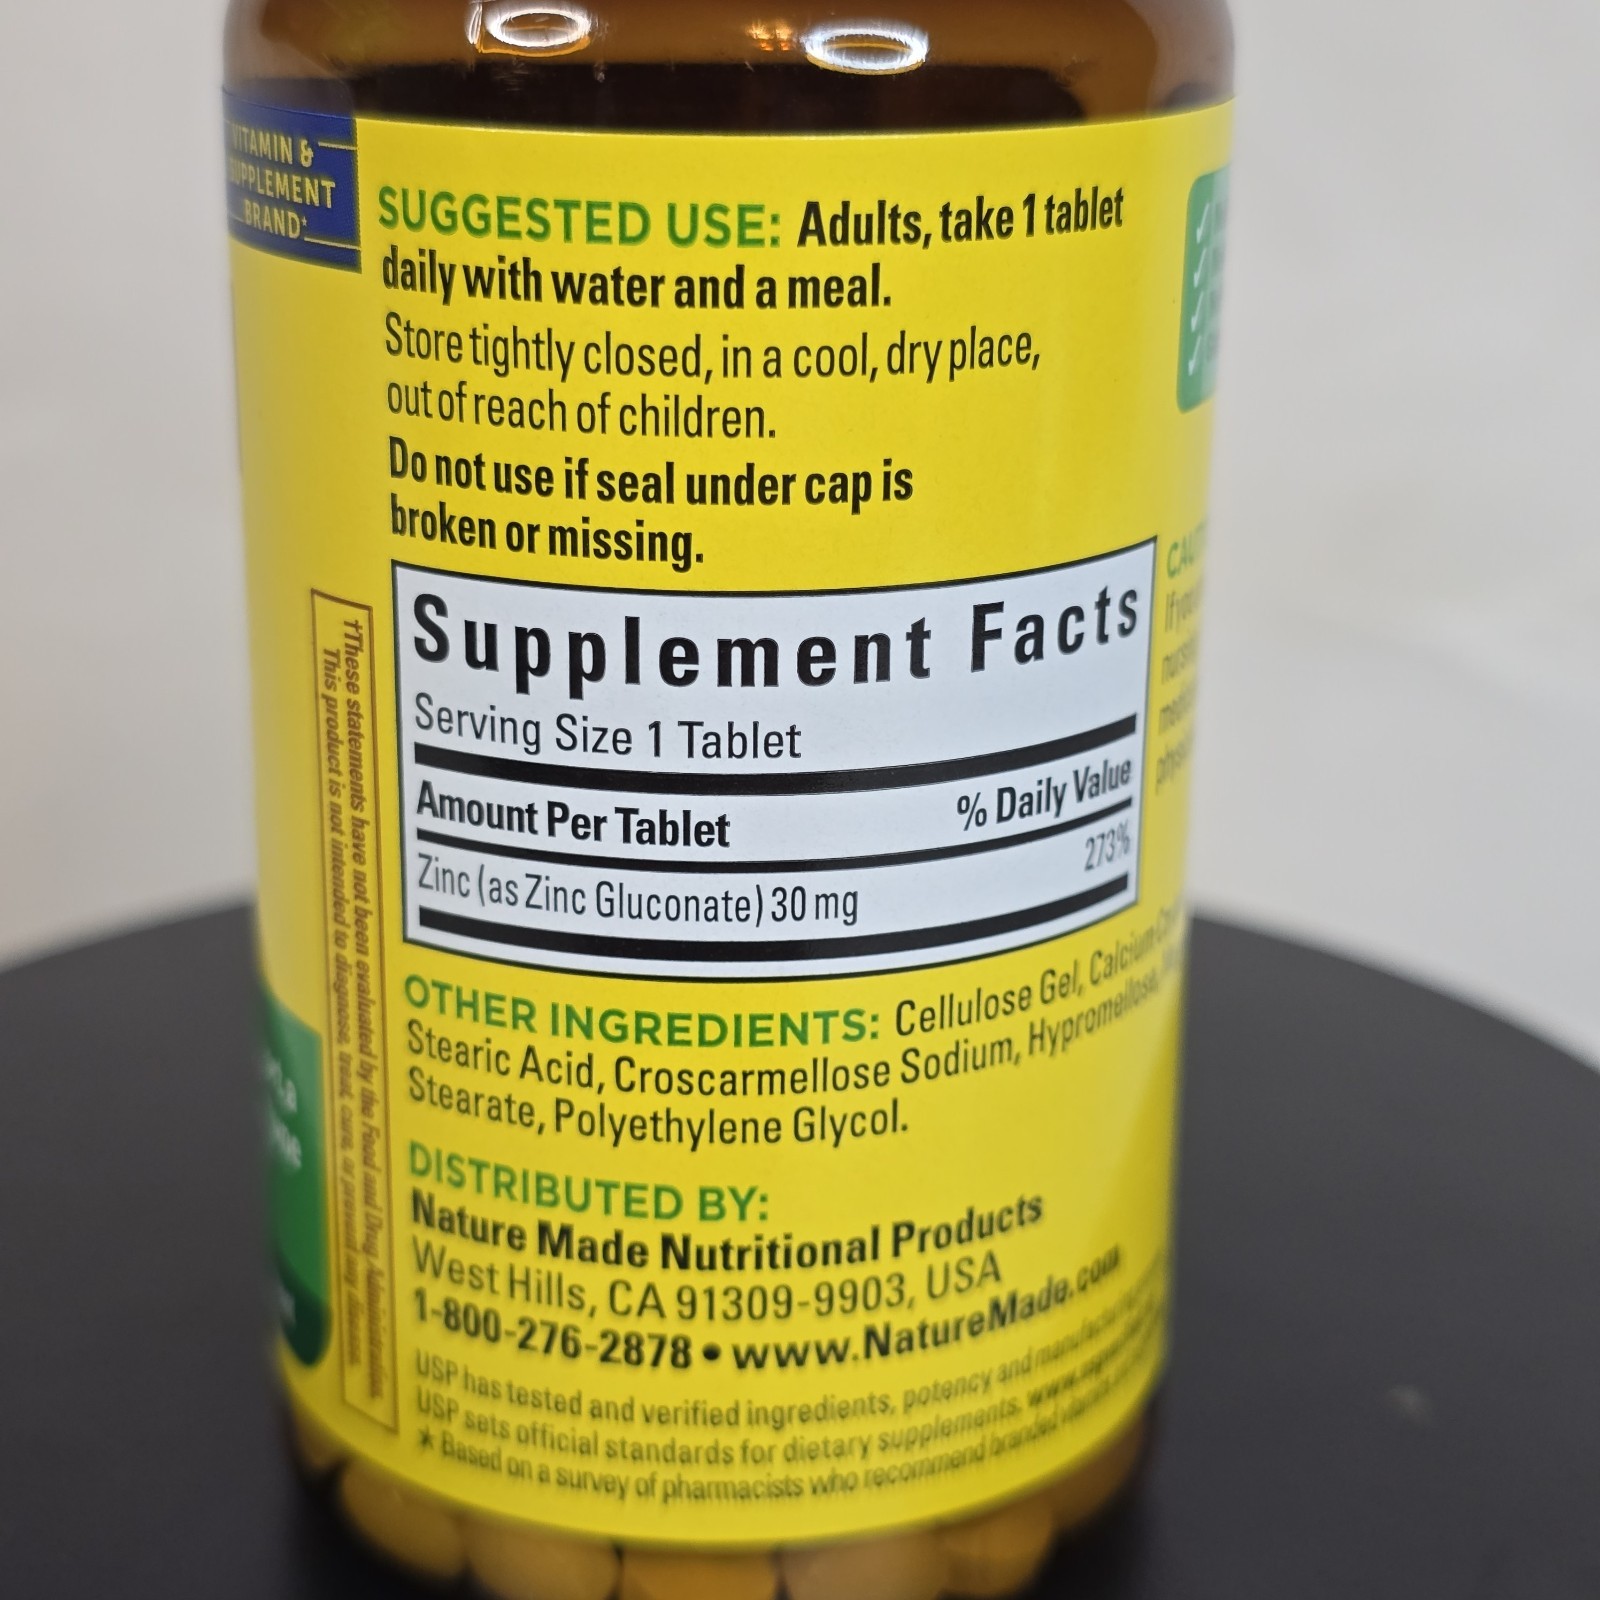 VITAMIN &
SUPPLEMENT
BRAND*
SUGGESTED USE: Adults, take 1 tablet
daily with water and a meal.
Store tightly closed, in a cool, dry place,
out of reach of children.
Do not use if seal under cap is
broken or missing.
Supplement Facts
Serving Size 1 Tablet
Amount Per Tablet % Daily Value
Zinc (as Zinc Gluconate) 30 mg 273%
OTHER INGREDIENTS: Cellulose Gel, Calcium
Stearic Acid, Croscarmellose Sodium, Hypromellose,
Stearate, Polyethylene Glycol.
DISTRIBUTED BY:
Nature Made Nutritional Products
West Hills, CA 91309-9903, USA
1-800-276-2878 • www.NatureMade.com
USP has tested and verified ingredients, potency and manufacturing
USP sets official standards for dietary supplements.
* Based on a survey of pharmacists who recommend branded vitamins
††These statements have not been evaluated by the Food and Drug Administration.
This product is not intended to diagnose, treat, cure, or prevent any disease.